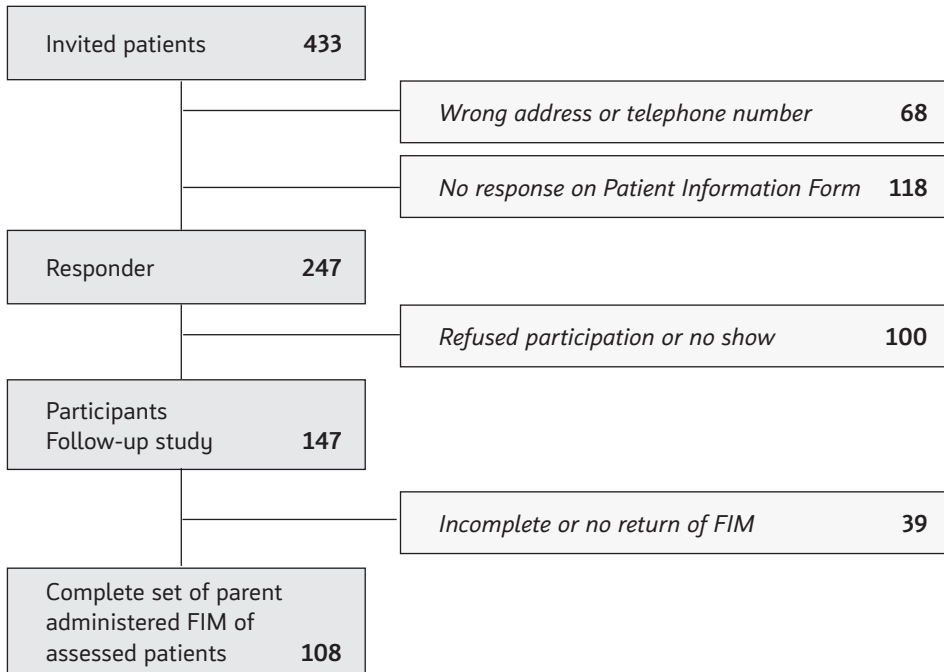 Invited patients 433
Wrong address or telephone number 68
No response on Patient Information Form 118
Responder 247
Refused participation or no show 100
Participants
Follow-up study 147
Incomplete or no return of FIM 39
Complete set of parent
administered FIM of
assessed patients 108